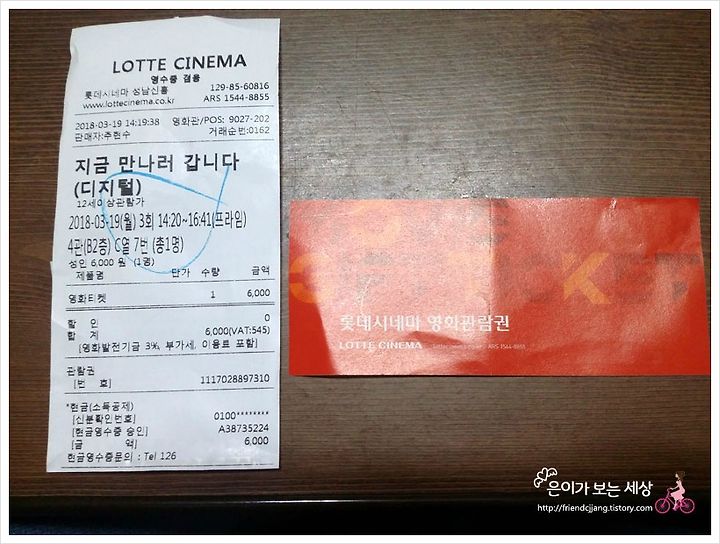 LOTTE CINEMA
영수증 겸용
롯데시네마 성남신흥 129-85-60816
www.lottecinema.co.kr ARS 1544-8855
2018-03-19 14:19:38 영화관/POS: 9027-202
판매자:주현수 거래순번:0162
지금 만나러 갑니다
(디지털)
12세이상관람가
2018-03-19(월) 3회 14:20~16:41(프라임)
4관(B2층) C열 7번 (총1명)
성인 6,000 원 (1명)
제품명 단가 수량 금액
영화티켓 1 6,000
할 인 0
합 계 6,000(VAT:545)
[영화발전기금 3%, 부가세, 이용료 포함]
관람권
[번 호] 1117028897310
*현금(소득공제)
[신분확인번호] 0100********
[현금영수증 승인] A38735224
[금 액] 6,000
현금영수증문의 : Tel 126
롯데시네마 영화관람권
LOTTE CINEMA ARS 1544-8855
은이가 보는 세상
http://friendcjjang.tistory.com